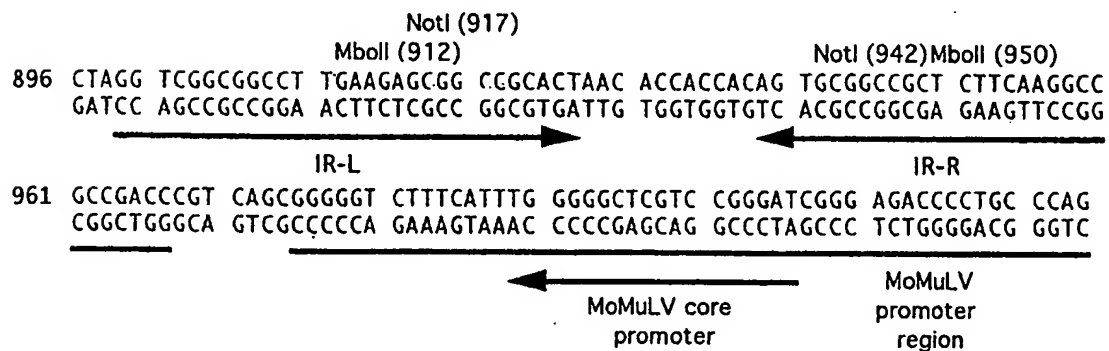 NotI (917)
MboII (912) NotI (942) MboII (950)
896 CTAGG TCGGCGGCCT TGAAGAGCGG CCGCACTAAC ACCACCACAG TGCGGCCGCT CTTCAAGGCC
GATCC AGCCGCCGGA ACTTCTCGCC GGCGTGATTG TGGTGGTGTC ACGCCGGCGA GAAGTTCCGG
IR-L IR-R
961 GCCGACCCGT CAGCGGGGGT CTTTCATTTG GGGGCTCGTC CGGGATCGGG AGACCCCTGC CCAG
CGGCTGGGCA GTCGCCCCCA GAAAGTAAAC CCCCGAGCAG GCCCTAGCCC TCTGGGGACG GGTC
MoMuLV core MoMuLV
promoter promoter
region